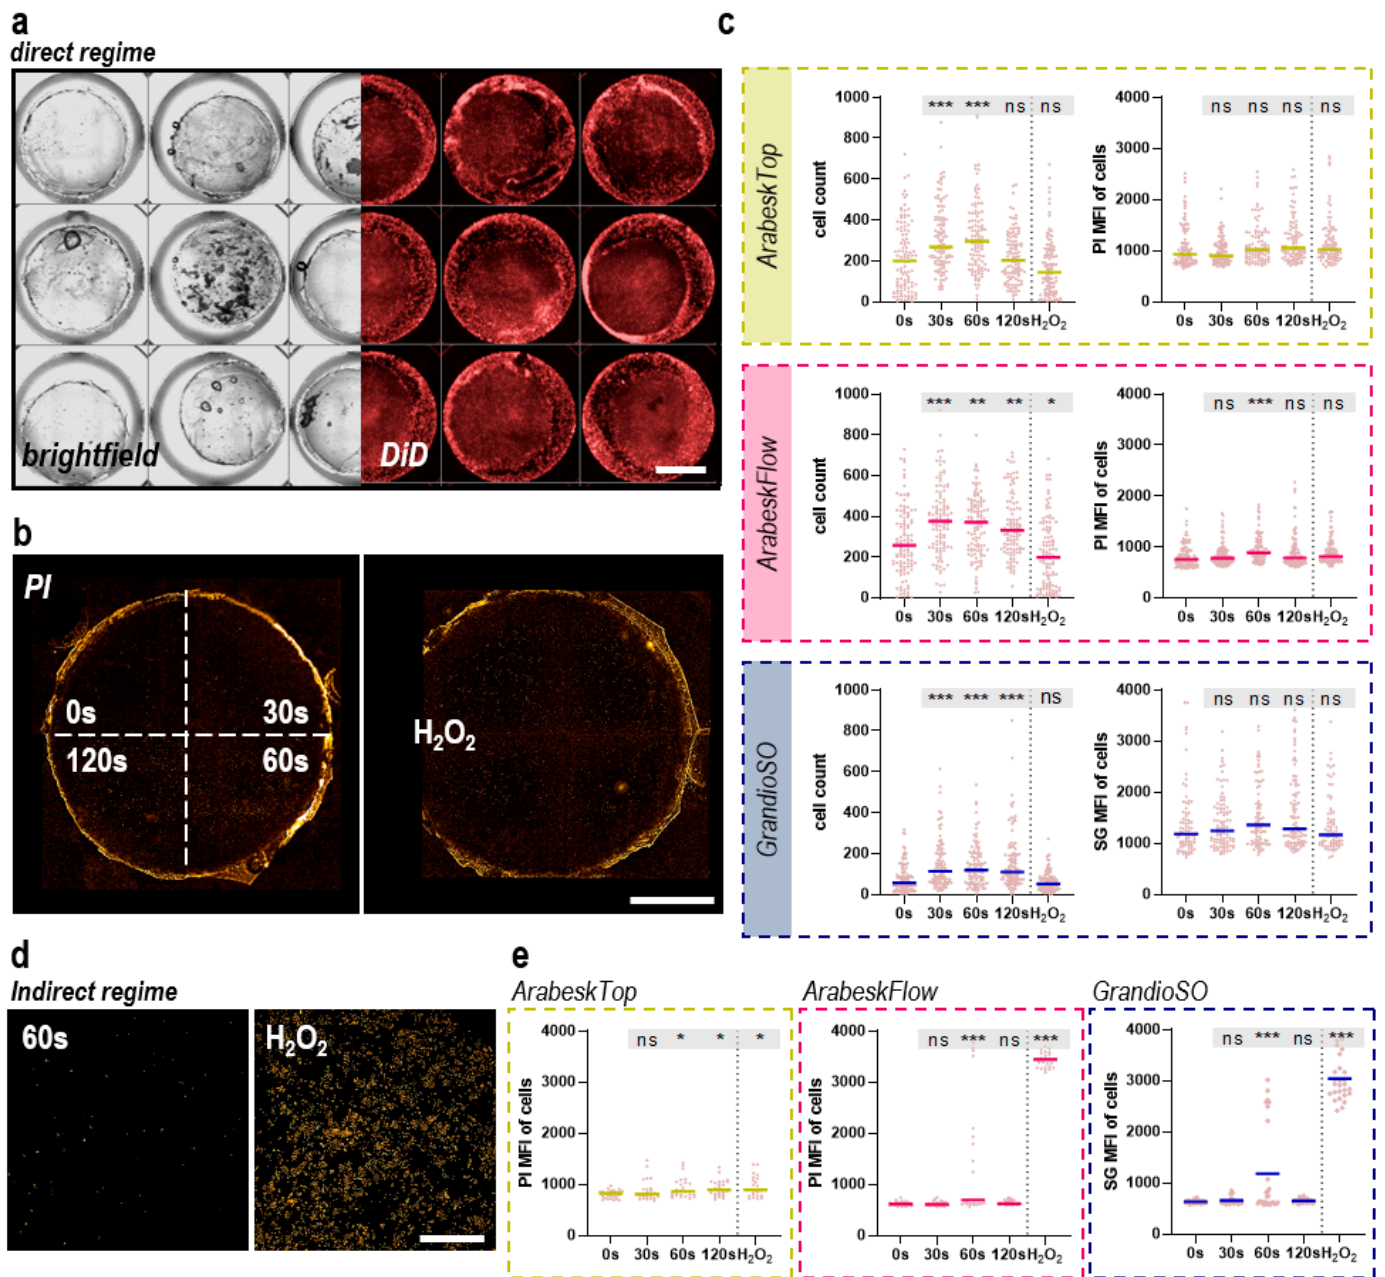 a
direct regime
brightfield
DiD
b
PI
0s
30s
120s
60s
H₂O₂
c
ArabeskTop
cell count
1000
800
600
400
200
0
*** *** ns ns
0s 30s 60s 120s H₂O₂
PI MFI of cells
4000
3000
2000
1000
0
ns ns ns ns
0s 30s 60s 120s H₂O₂
ArabeskFlow
cell count
1000
800
600
400
200
0
*** ** ** *
0s 30s 60s 120s H₂O₂
PI MFI of cells
4000
3000
2000
1000
0
ns *** ns ns
0s 30s 60s 120s H₂O₂
GrandioSO
cell count
1000
800
600
400
200
0
*** *** *** ns
0s 30s 60s 120s H₂O₂
SG MFI of cells
4000
3000
2000
1000
0
ns ns ns ns
0s 30s 60s 120s H₂O₂
d
Indirect regime
60s
H₂O₂
e
ArabeskTop
PI MFI of cells
4000
3000
2000
1000
0
ns * * *
0s 30s 60s 120s H₂O₂
ArabeskFlow
PI MFI of cells
4000
3000
2000
1000
0
ns *** ns ***
0s 30s 60s 120s H₂O₂
GrandioSO
SG MFI of cells
4000
3000
2000
1000
0
ns *** ns ***
0s 30s 60s 120s H₂O₂